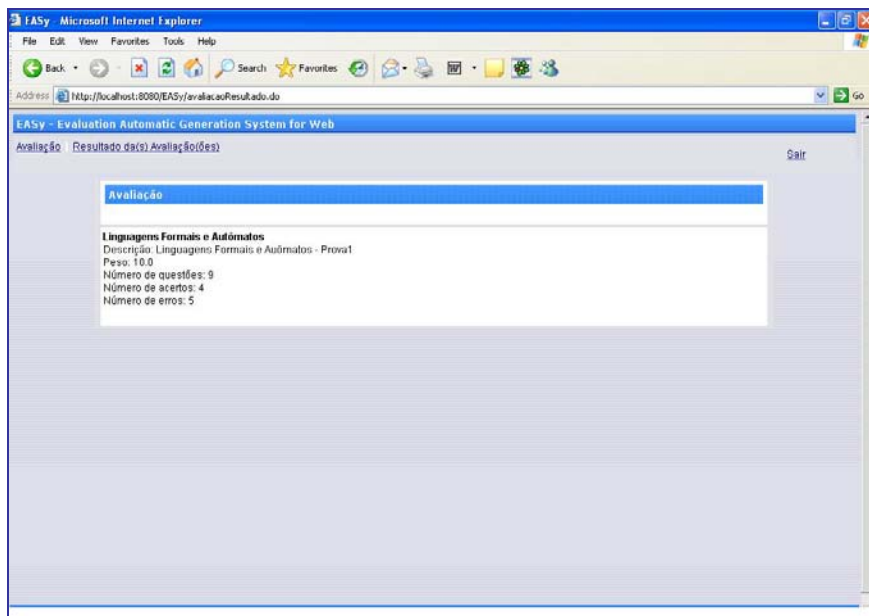 EASy - Microsoft Internet Explorer
File Edit View Favorites Tools Help
Back Search Favorites
Address http://localhost:8080/EASy/avaliacaoResultado.do Go
EASy - Evaluation Automatic Generation System for Web
Avaliação Resultado da(s) Avaliação(ões)
Sair
Avaliação
Linguagens Formais e Autômatos
Descrição: Linguagens Formais e Auômatos - Prova1
Peso: 10.0
Número de questões: 9
Número de acertos: 4
Número de erros: 5